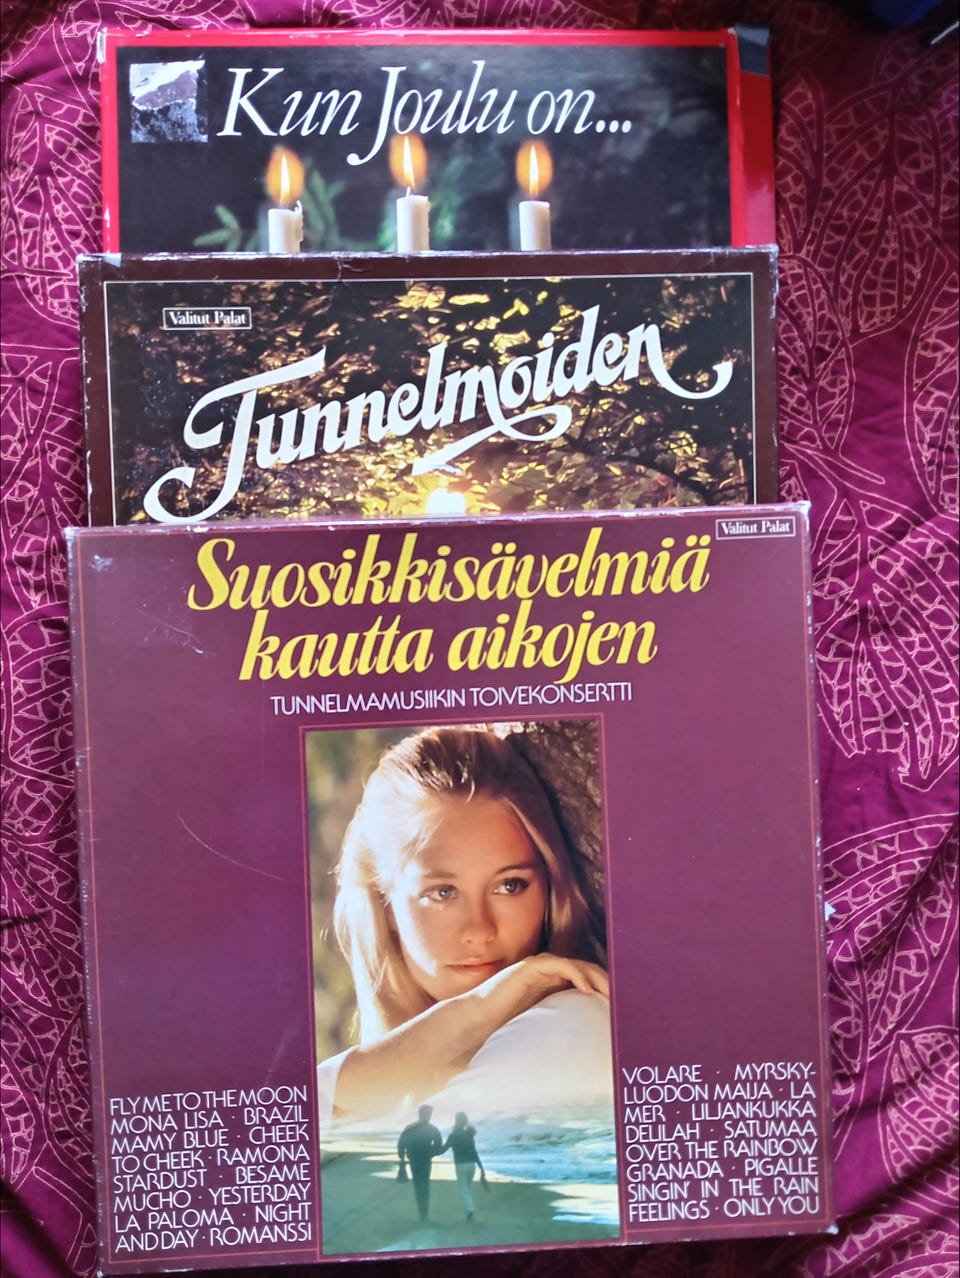 Kun Joulu on...
Valitut Palat
Tunnelmoiden
Valitut Palat
Suosikkisävelmiä
kautta aikojen
TUNNELMAMUSIIKIN TOIVEKONSERTTI
FLY ME TO THE MOON
MONA LISA · BRAZIL
MAMY BLUE · CHEEK
TO CHEEK · RAMONA
STARDUST · BESAME
MUCHO · YESTERDAY
LA PALOMA · NIGHT
AND DAY · ROMANSSI
VOLARE · MYRSKY-
LUODON MAIJA · LA
MER · LILJANKUKKA
DELILAH · SATUMAA
OVER THE RAINBOW
GRANADA · PIGALLE
SINGIN' IN THE RAIN
FEELINGS · ONLY YOU